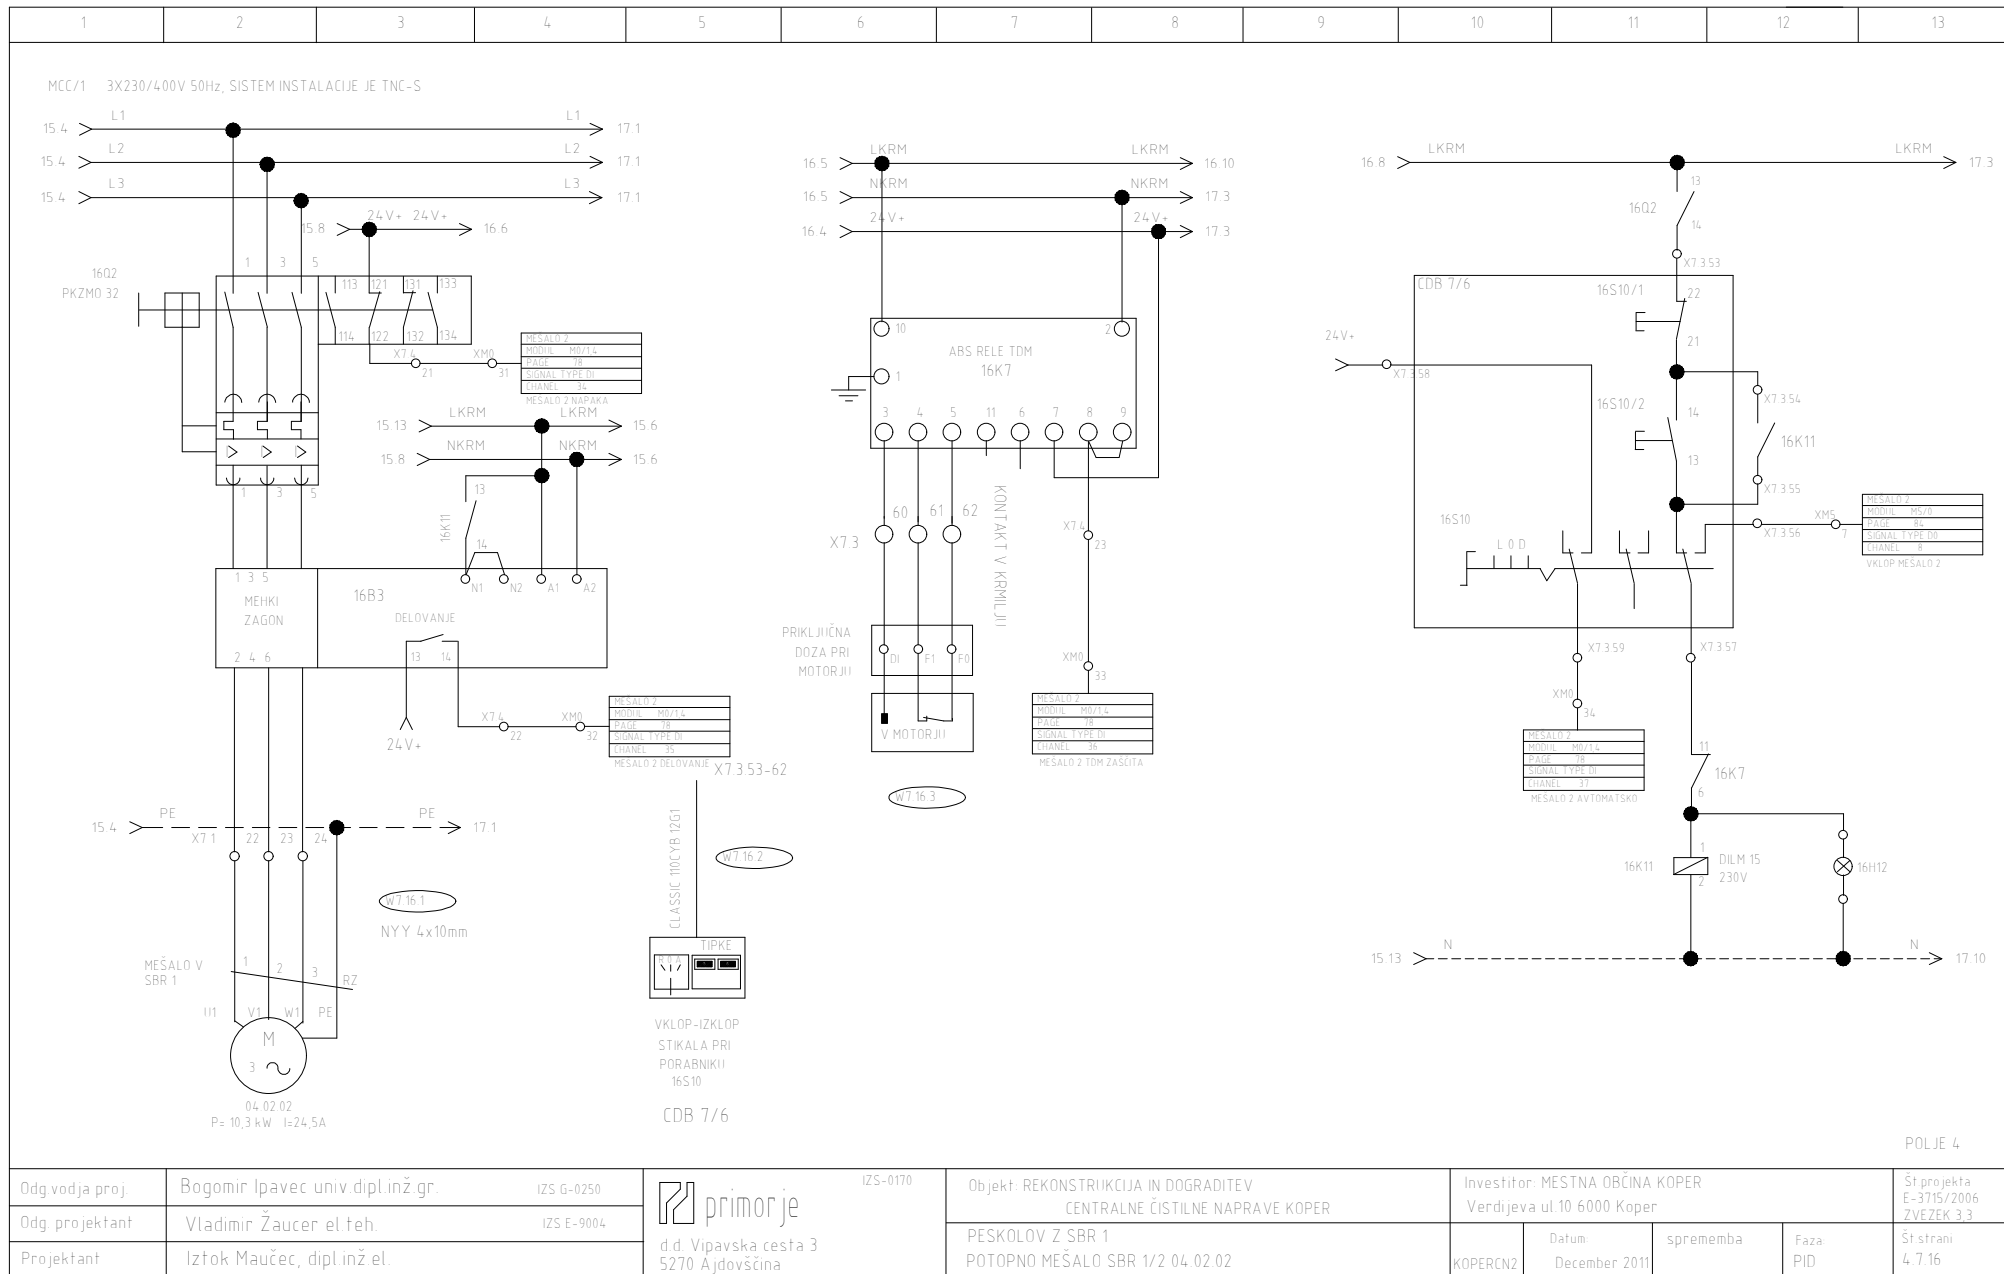 1 2 3 4 5 6 7 8 9 10 11 12 13
MCC/1 3X230/400V 50Hz, SISTEM INSTALACIJE JE TNC-S
15.4 L1 L1 17.1
15.4 L2 L2 17.1
15.4 L3 L3 17.1
15.8 24V+ 24V+ 16.6
1 3 5
16Q2
PKZM0 32
113 121 131 133
114 122 132 134
X7.4 XM0
21 31
MEŠALO 2
MODUL M0/1,4
PAGE 78
SIGNAL TYPE DI
CHANEL 34
MEŠALO 2 NAPAKA
15.13 LKRM LKRM 15.6
15.8 NKRM NKRM 15.6
1 3 5
13
16K11
14
N1 N2 A1 A2
1 3 5
MEHKI
ZAGON
2 4 6
16B3
DELOVANJE
13 14
24V+
X7.4 XM0
22 32
MEŠALO 2
MODUL M0/1,4
PAGE 78
SIGNAL TYPE DI
CHANEL 35
MEŠALO 2 DELOVANJE
15.4 PE PE 17.1
X7.1 22 23 24
W7.16.1
NYY 4x10mm
MEŠALO V
SBR 1
1 2 3 RZ
U1 V1 W1 PE
M
3
04.02.02
P= 10,3 kW I=24,5A
X7.3.53-62
CLASSIC 110CYB 12G1
W7.16.2
TIPKE
R 0 A
VKLOP-IZKLOP
STIKALA PRI
PORABNIKU
16S10
CDB 7/6
16.5 LKRM LKRM 16.10
16.5 NKRM NKRM 17.3
16.4 24V+ 24V+ 17.3
10 2
ABS RELE TDM
16K7
1
3 4 5 11 6 7 8 9
60 61 62
X7.3
KONTAKT V KRMILJU
X7.4
23
PRIKLJUČNA
DOZA PRI
MOTORJU
DI F1 F0
V MOTORJU
W7.16.3
XM0
33
MEŠALO 2
MODUL M0/1,4
PAGE 78
SIGNAL TYPE DI
CHANEL 36
MEŠALO 2 TDM ZAŠČITA
16.8 LKRM LKRM 17.3
13
16Q2
14
X7.3.53
CDB 7/6
16S10/1
22
21
24V+
X7.3.58
16S10/2
14
13
X7.3.54
16K11
X7.3.55
16S10
L 0 D
X7.3.56
XM5
7
MEŠALO 2
MODUL M5/0
PAGE 84
SIGNAL TYPE DO
CHANEL 8
VKLOP MEŠALO 2
X7.3.59
X7.3.57
XM0
34
MEŠALO 2
MODUL M0/1,4
PAGE 78
SIGNAL TYPE DI
CHANEL 37
MEŠALO 2 AVTOMATSKO
11
16K7
6
16K11
1
2
DILM 15
230V
16H12
15.13 N N 17.10
POLJE 4
Odg.vodja proj. Bogomir Ipavec univ.dipl.inž.gr. IZS G-0250
Odg. projektant Vladimir Žaucer el.teh. IZS E-9004
Projektant Iztok Maučec, dipl.inž.el.
IZS-0170
primorje
d.d. Vipavska cesta 3
5270 Ajdovščina
Objekt: REKONSTRUKCIJA IN DOGRADITEV
CENTRALNE ČISTILNE NAPRAVE KOPER
PESKOLOV Z SBR 1
POTOPNO MEŠALO SBR 1/2 04.02.02
Investitor: MESTNA OBČINA KOPER
Verdijeva ul.10 6000 Koper
KOPERCN2
Datum:
December 2011
sprememba
Faza:
PID
Št.projekta
E-3715/2006
ZVEZEK 3,3
Št.strani
4.7.16